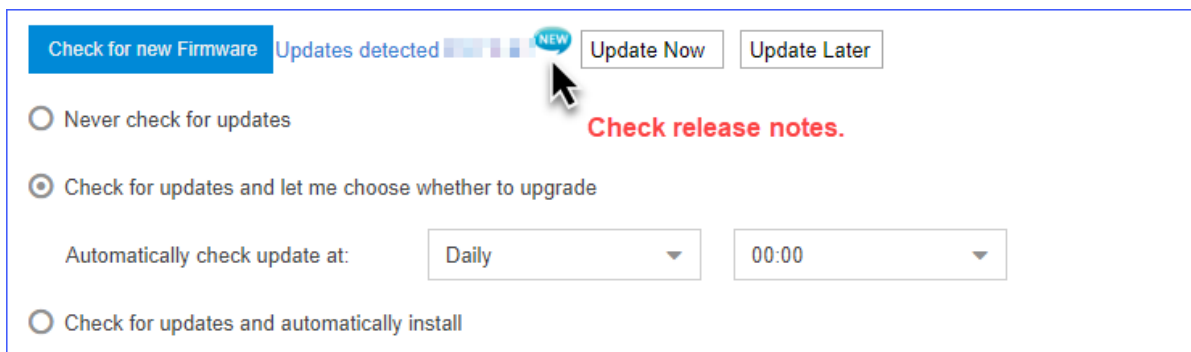 Check for new Firmware Updates detected NEW Update Now Update Later
Never check for updates
Check release notes.
Check for updates and let me choose whether to upgrade
Automatically check update at: Daily 00:00
Check for updates and automatically install